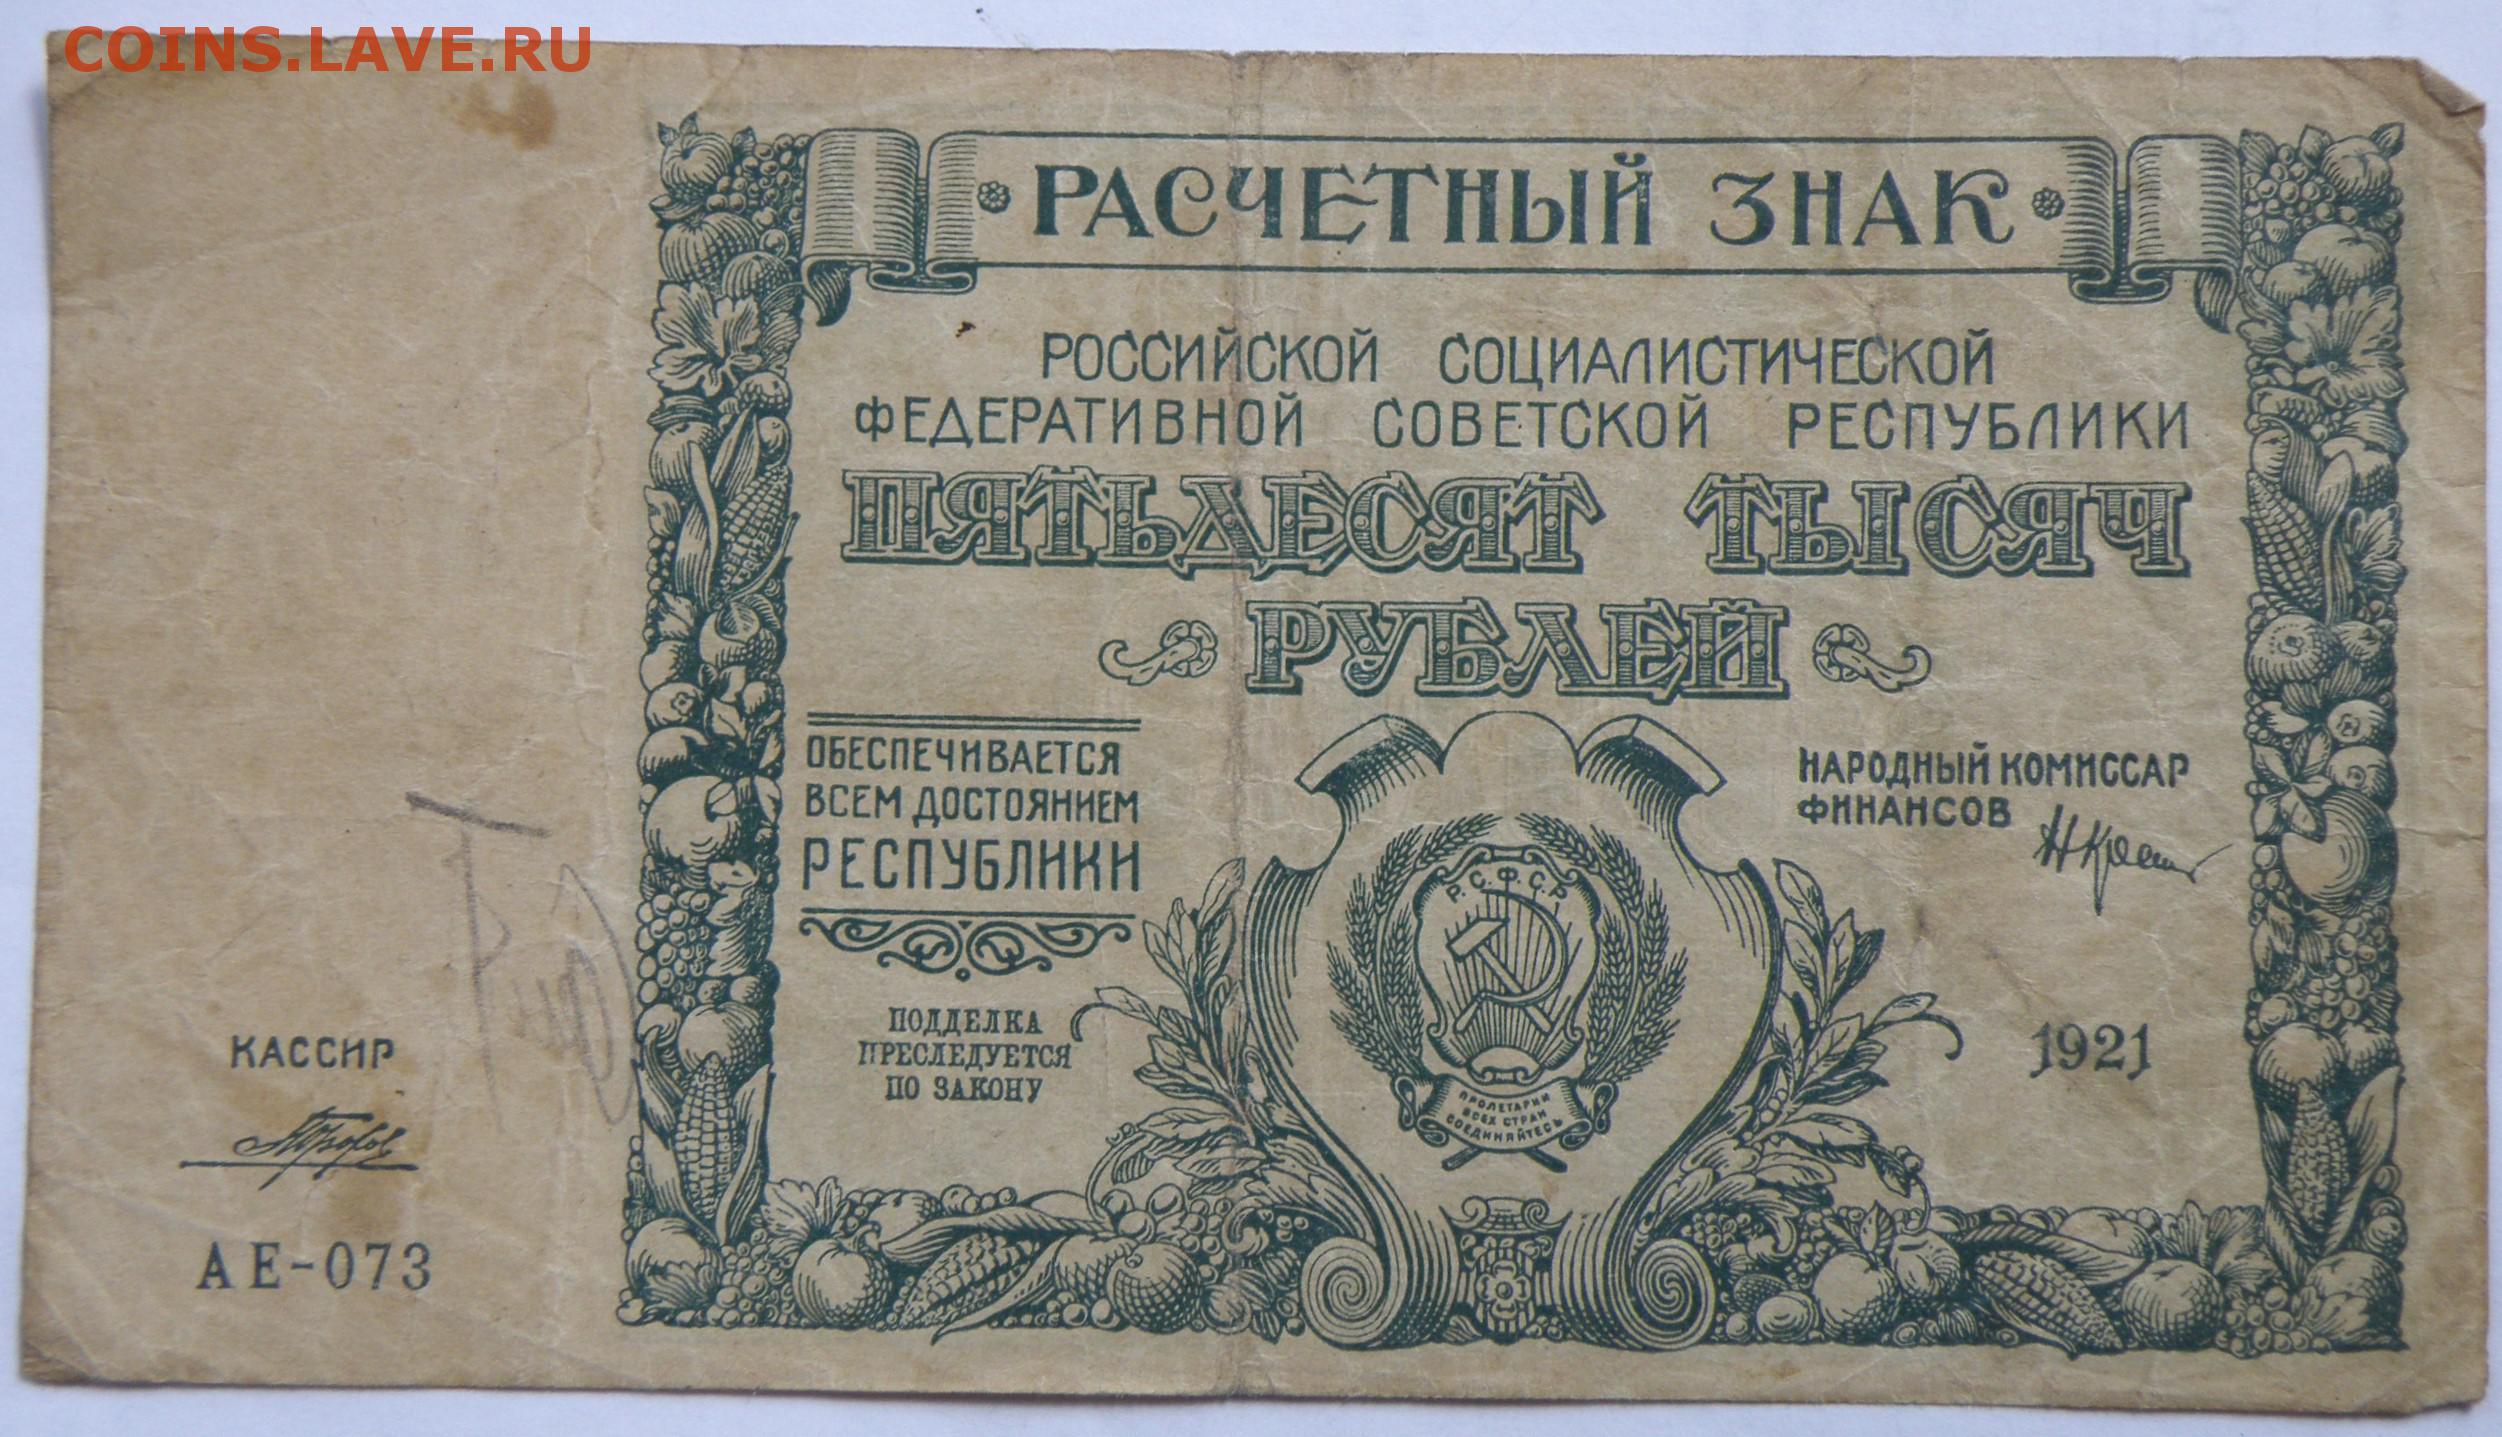 COINS.LAVE.RU
РАСЧЕТНЫЙ ЗНАК
РОССИЙСКОЙ СОЦИАЛИСТИЧЕСКОЙ
ФЕДЕРАТИВНОЙ СОВЕТСКОЙ РЕСПУБЛИКИ
ПЯТЬДЕСЯТ ТЫСЯЧ
РУБЛЕЙ
ОБЕСПЕЧИВАЕТСЯ
ВСЕМ ДОСТОЯНИЕМ
РЕСПУБЛИКИ
ПОДДЕЛКА
ПРЕСЛЕДУЕТСЯ
ПО ЗАКОНУ
Р.С.Ф.С.Р.
ПРОЛЕТАРИИ
ВСЕХ СТРАН
СОЕДИНЯЙТЕСЬ
НАРОДНЫЙ КОМИССАР
ФИНАНСОВ
1921
КАССИР
АЕ-073